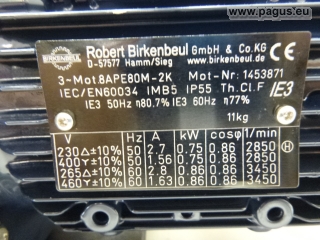 www.pagus.eu
Robert Birkenbeul GmbH & Co.KG
BIRKENBEUL D-57577 Hamm/Sieg www.birkenbeul.de
3-Mot 8APE80M-2K Mot-Nr: 1453871
IEC/EN60034 IMB5 IP55 Th.Cl.F IE3
IE3 50Hz η80.7% IE3 60Hz η77%
11kg
V Hz A kW cosφ 1/min
230△±10% 50 2.7 0.75 0.86 2850
400Y±10% 50 1.56 0.75 0.86 2850
265△±10% 60 2.8 0.86 0.86 3450
460Y±10% 60 1.63 0.86 0.86 3450